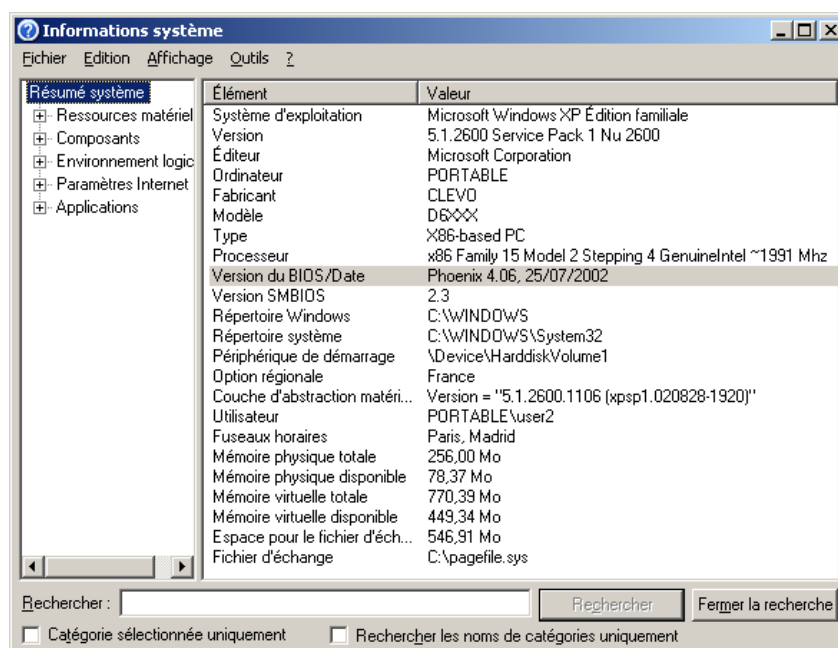 Informations système
Fichier Edition Affichage Outils ?
Résumé système
Ressources matériel
Composants
Environnement logic
Paramètres Internet
Applications
Élément Valeur
Système d'exploitation Microsoft Windows XP Édition familiale
Version 5.1.2600 Service Pack 1 Nu 2600
Éditeur Microsoft Corporation
Ordinateur PORTABLE
Fabricant CLEVO
Modèle D6XXX
Type X86-based PC
Processeur x86 Family 15 Model 2 Stepping 4 GenuineIntel ~1991 Mhz
Version du BIOS/Date Phoenix 4.06, 25/07/2002
Version SMBIOS 2.3
Répertoire Windows C:\WINDOWS
Répertoire système C:\WINDOWS\System32
Périphérique de démarrage \Device\HarddiskVolume1
Option régionale France
Couche d'abstraction matéri... Version = "5.1.2600.1106 (xpsp1.020828-1920)"
Utilisateur PORTABLE\user2
Fuseaux horaires Paris, Madrid
Mémoire physique totale 256,00 Mo
Mémoire physique disponible 78,37 Mo
Mémoire virtuelle totale 770,39 Mo
Mémoire virtuelle disponible 449,34 Mo
Espace pour le fichier d'éch... 546,91 Mo
Fichier d'échange C:\pagefile.sys
Rechercher : Rechercher Fermer la recherche
Catégorie sélectionnée uniquement Rechercher les noms de catégories uniquement